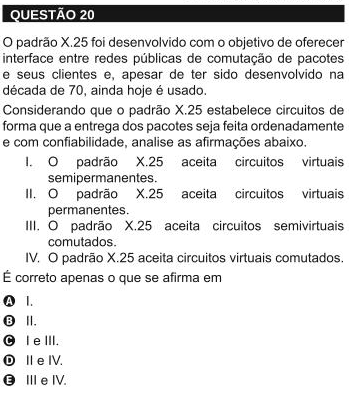 QUESTÃO 20
O padrão X.25 foi desenvolvido com o objetivo de oferecer
interface entre redes públicas de comutação de pacotes
e seus clientes e, apesar de ter sido desenvolvido na
década de 70, ainda hoje é usado.
Considerando que o padrão X.25 estabelece circuitos de
forma que a entrega dos pacotes seja feita ordenadamente
e com confiabilidade, analise as afirmações abaixo.
I. O padrão X.25 aceita circuitos virtuais
semipermanentes.
II. O padrão X.25 aceita circuitos virtuais
permanentes.
III. O padrão X.25 aceita circuitos semivirtuais
comutados.
IV. O padrão X.25 aceita circuitos virtuais comutados.
É correto apenas o que se afirma em
A I.
B II.
C I e III.
D II e IV.
E III e IV.